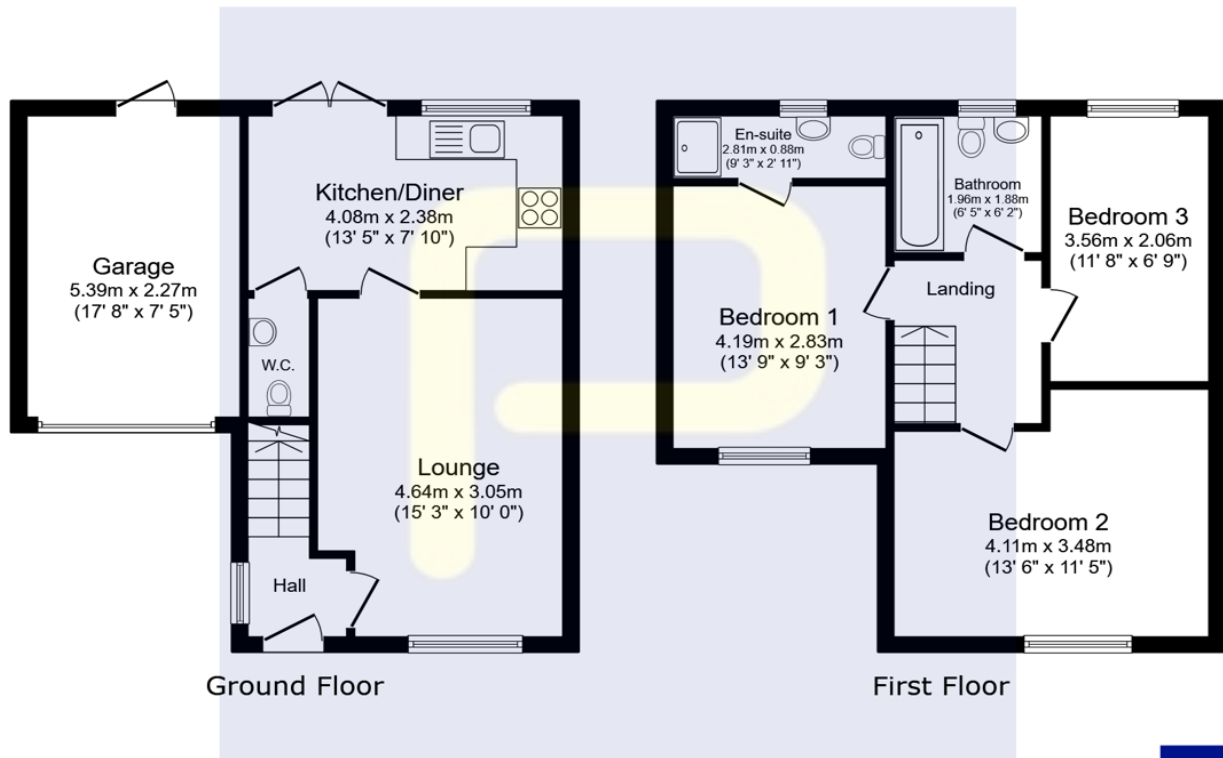 Kitchen/Diner
4.08m x 2.38m
(13' 5" x 7' 10")
Garage
5.39m x 2.27m
(17' 8" x 7' 5")
W.C.
Lounge
4.64m x 3.05m
(15' 3" x 10' 0")
Hall
Ground Floor
En-suite
2.81m x 0.88m
(9' 3" x 2' 11")
Bathroom
1.96m x 1.88m
(6' 5" x 6' 2")
Bedroom 3
3.56m x 2.06m
(11' 8" x 6' 9")
Landing
Bedroom 1
4.19m x 2.83m
(13' 9" x 9' 3")
Bedroom 2
4.11m x 3.48m
(13' 6" x 11' 5")
First Floor